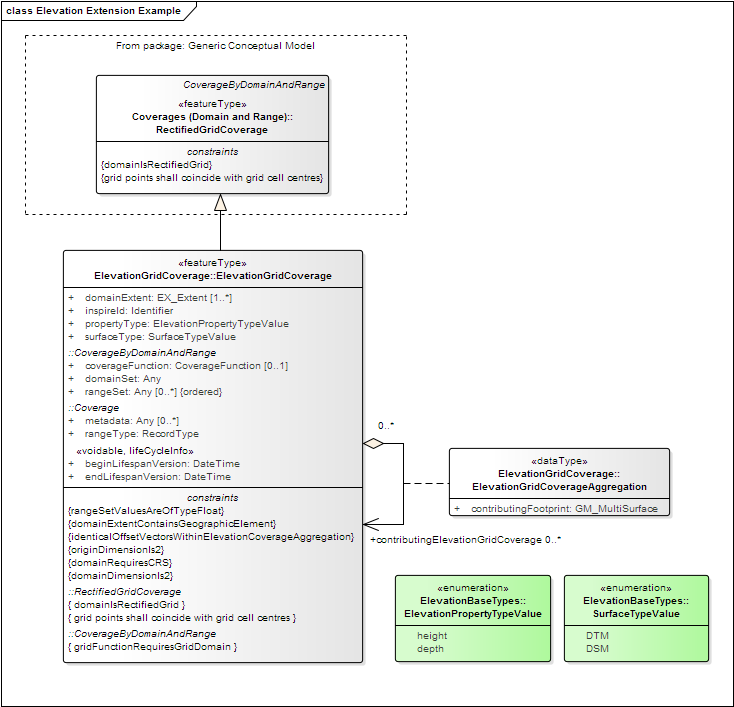 class Elevation Extension Example
From package: Generic Conceptual Model
CoverageByDomainAndRange
«featureType»
Coverages (Domain and Range)::
RectifiedGridCoverage
constraints
{domainIsRectifiedGrid}
{grid points shall coincide with grid cell centres}
«featureType»
ElevationGridCoverage::ElevationGridCoverage
+ domainExtent: EX_Extent [1..*]
+ inspireId: Identifier
+ propertyType: ElevationPropertyTypeValue
+ surfaceType: SurfaceTypeValue
::CoverageByDomainAndRange
+ coverageFunction: CoverageFunction [0..1]
+ domainSet: Any
+ rangeSet: Any [0..*] {ordered}
::Coverage
+ metadata: Any [0..*]
+ rangeType: RecordType
«voidable, lifeCycleInfo»
+ beginLifespanVersion: DateTime
+ endLifespanVersion: DateTime
constraints
{rangeSetValuesAreOfTypeFloat}
{domainExtentContainsGeographicElement}
{identicalOffsetVectorsWithinElevationCoverageAggregation}
{originDimensionIs2}
{domainRequiresCRS}
{domainDimensionIs2}
::RectifiedGridCoverage
{ domainIsRectifiedGrid }
{ grid points shall coincide with grid cell centres }
::CoverageByDomainAndRange
{ gridFunctionRequiresGridDomain }
0..*
«dataType»
ElevationGridCoverage::
ElevationGridCoverageAggregation
+ contributingFootprint: GM_MultiSurface
+contributingElevationGridCoverage 0..*
«enumeration»
ElevationBaseTypes::
ElevationPropertyTypeValue
height
depth
«enumeration»
ElevationBaseTypes::
SurfaceTypeValue
DTM
DSM